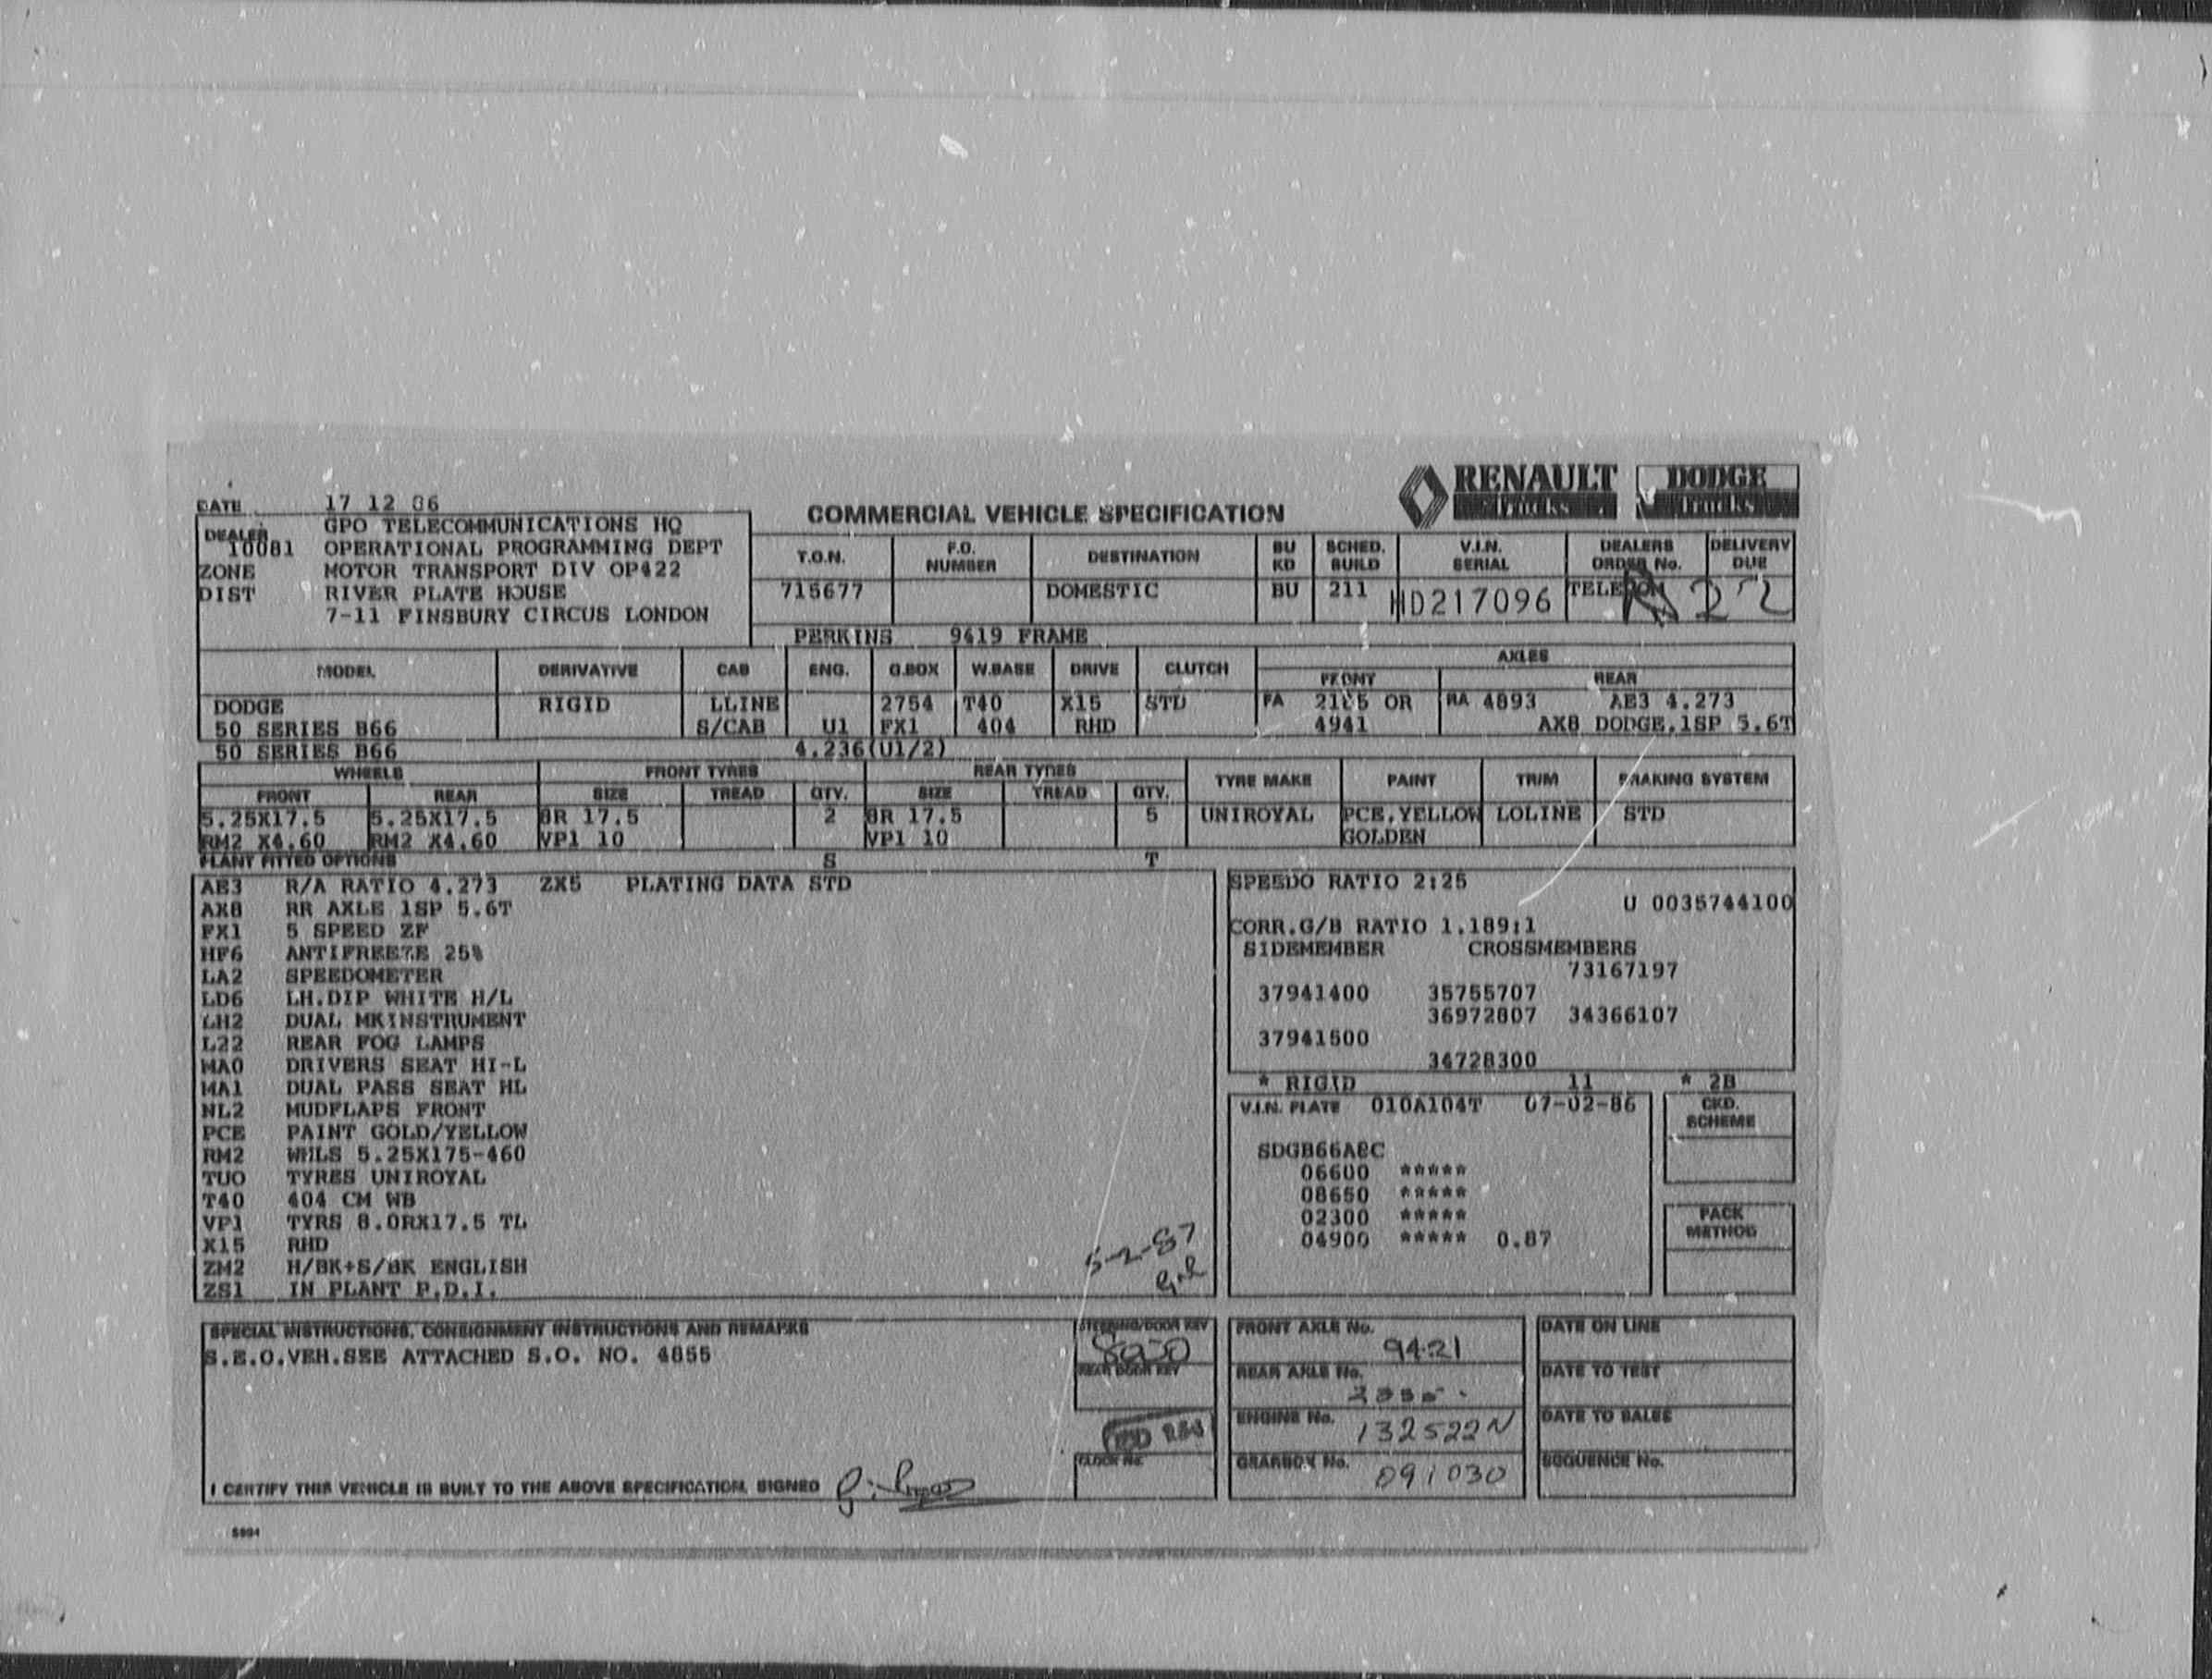 RENAULT Trucks DODGE Trucks
DATE 17 12 86
COMMERCIAL VEHICLE SPECIFICATION
DEALER GPO TELECOMMUNICATIONS HQ
10081 OPERATIONAL PROGRAMMING DEPT
ZONE MOTOR TRANSPORT DIV OP422
DIST RIVER PLATE HOUSE
7-11 FINSBURY CIRCUS LONDON
T.O.N. F.O. NUMBER DESTINATION BU KD SCHED. BUILD V.I.N. SERIAL DEALERS ORDER No. DELIVERY DUE
715677 DOMESTIC BU 211 HD217096 TELECOM
PERKINS 9419 FRAME
MODEL DERIVATIVE CAB ENG. G.BOX W.BASE DRIVE CLUTCH AXLES
FRONT REAR
DODGE RIGID LLINE 2754 T40 X15 STD FA 2185 OR RA 4893 AE3 4.273
50 SERIES B66 S/CAB U1 FX1 404 RHD 4941 AX8 DODGE.1SP 5.6T
50 SERIES B66 4.236(U1/2)
WHEELS FRONT TYRES REAR TYRES TYRE MAKE PAINT TRIM BRAKING SYSTEM
FRONT REAR SIZE TREAD QTY. SIZE TREAD QTY.
5.25X17.5 5.25X17.5 8R 17.5 2 8R 17.5 5 UNIROYAL PCE.YELLOW LOLINE STD
RM2 X4.60 RM2 X4.60 VP1 10 VP1 10 GOLDEN
PLANT FITTED OPTIONS S T
AE3 R/A RATIO 4.273 ZX5 PLATING DATA STD
AX8 RR AXLE 1SP 5.6T
FX1 5 SPEED ZF
HF6 ANTIFREEZE 25%
LA2 SPEEDOMETER
LD6 LH.DIP WHITE H/L
LH2 DUAL MKINSTRUMENT
L22 REAR FOG LAMPS
MA0 DRIVERS SEAT HI-L
MA1 DUAL PASS SEAT HL
NL2 MUDFLAPS FRONT
PCE PAINT GOLD/YELLOW
RM2 WHLS 5.25X175-460
TUO TYRES UNIROYAL
T40 404 CM WB
VP1 TYRS 8.0RX17.5 TL
X15 RHD
ZM2 H/BK+S/BK ENGLISH
ZS1 IN PLANT P.D.I.
5-2-87
SPEEDO RATIO 2:25
U 0035744100
CORR.G/B RATIO 1.189:1
SIDEMEMBER CROSSMEMBERS
73167197
37941400 35755707
36972807 34366107
37941500
34728300
* RIGID 11 * 2B
V.I.N. PLATE 010A104T 07-02-86
CKD. SCHEME
SDGB66A8C
06600 *****
08650 *****
02300 *****
04900 ***** 0.87
PACK METHOD
SPECIAL INSTRUCTIONS, CONSIGNMENT INSTRUCTIONS AND REMARKS
S.E.O.VEH.SEE ATTACHED S.O. NO. 4855
STEERING/DOOR KEY
REAR DOOR KEY
CLOCK No.
FRONT AXLE No. 9421
REAR AXLE No.
ENGINE No. 132522N
GEARBOX No. 091030
DATE ON LINE
DATE TO TEST
DATE TO SALES
SEQUENCE No.
I CERTIFY THIS VEHICLE IS BUILT TO THE ABOVE SPECIFICATION. SIGNED
5904